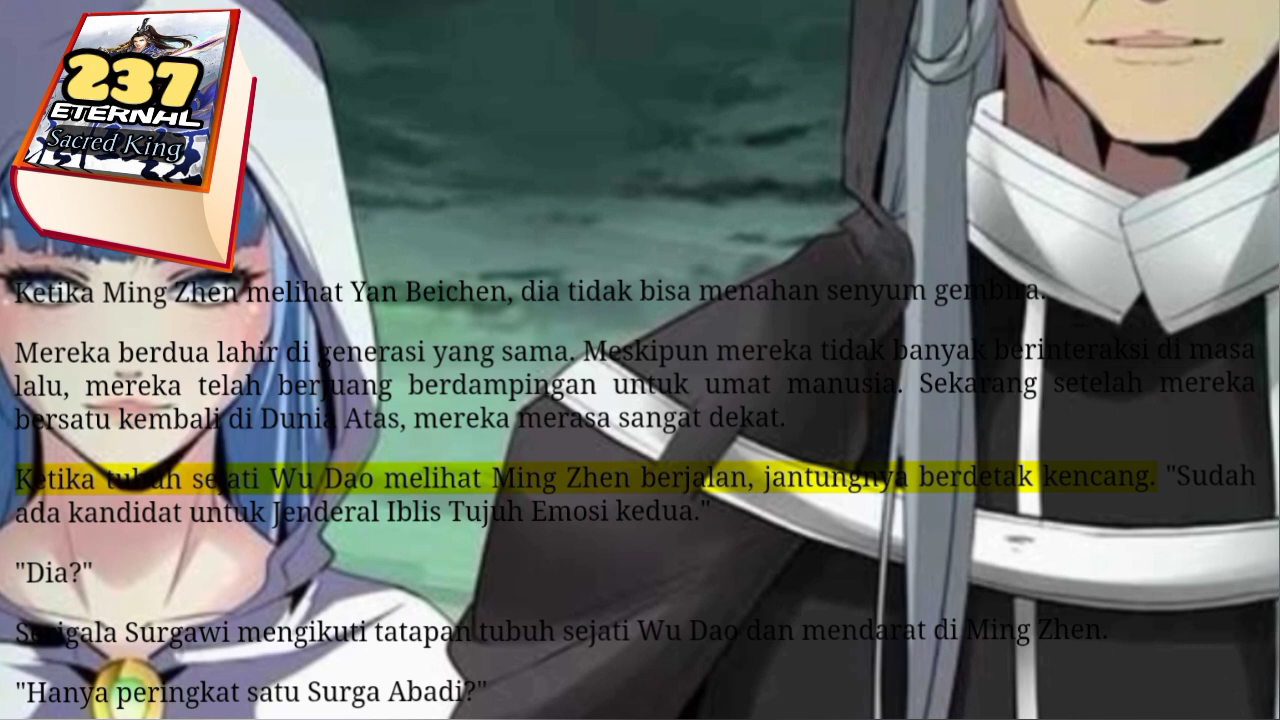 237
ETERNAL
Sacred King
Ketika Ming Zhen melihat Yan Beichen, dia tidak bisa menahan senyum gembira.
Mereka berdua lahir di generasi yang sama. Meskipun mereka tidak banyak berinteraksi di masa
lalu, mereka telah berjuang berdampingan untuk umat manusia. Sekarang setelah mereka
bersatu kembali di Dunia Atas, mereka merasa sangat dekat.
Ketika tubuh sejati Wu Dao melihat Ming Zhen berjalan, jantungnya berdetak kencang. "Sudah
ada kandidat untuk Jenderal Iblis Tujuh Emosi kedua."
"Dia?"
Serigala Surgawi mengikuti tatapan tubuh sejati Wu Dao dan mendarat di Ming Zhen.
"Hanya peringkat satu Surga Abadi?"